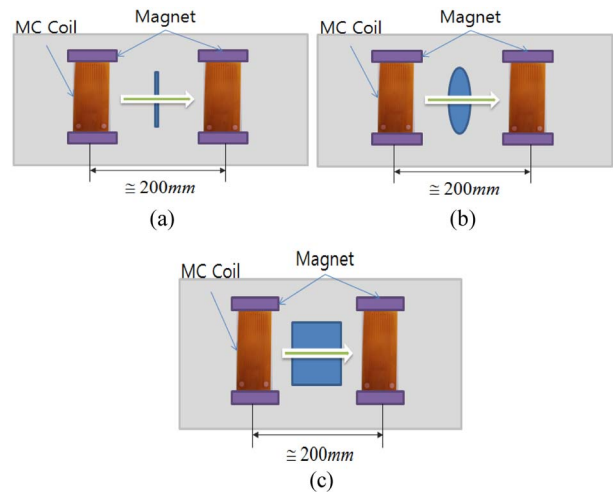 Magnet
MC Coil
≅ 200mm
(a)
Magnet
MC Coil
≅ 200mm
(b)
Magnet
MC Coil
≅ 200mm
(c)